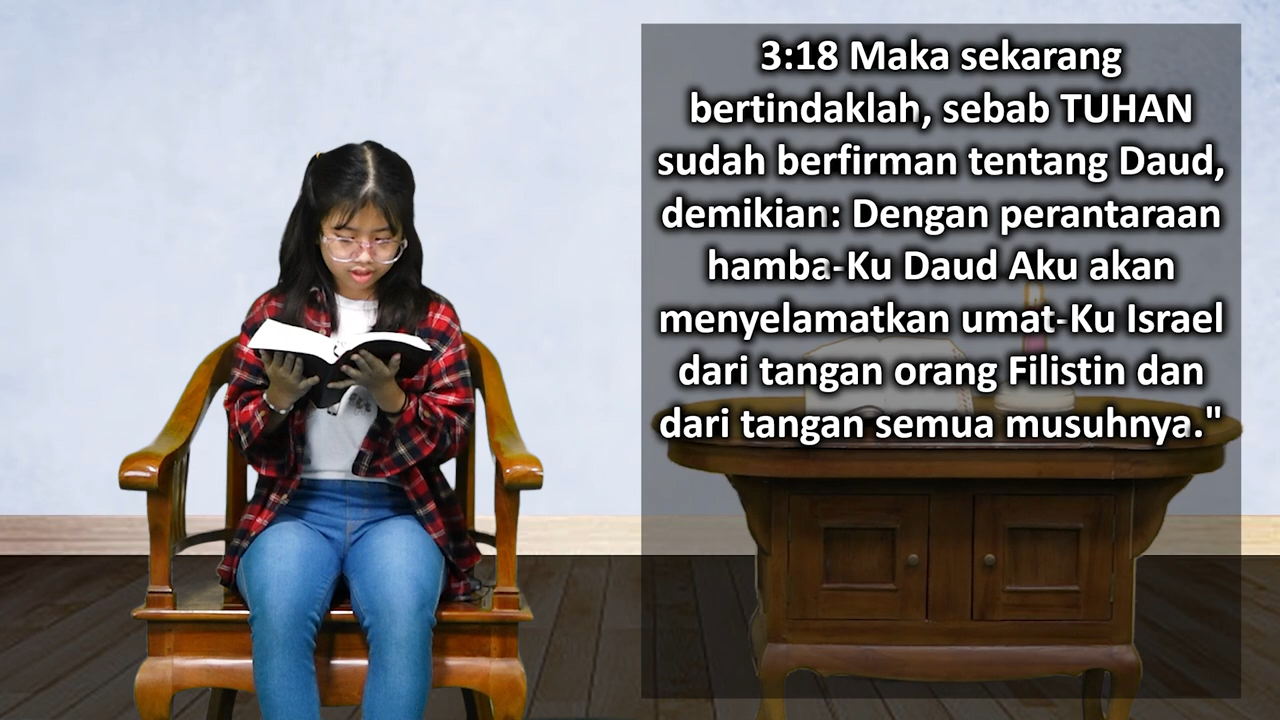 3:18 Maka sekarang
bertindaklah, sebab TUHAN
sudah berfirman tentang Daud,
demikian: Dengan perantaraan
hamba-Ku Daud Aku akan
menyelamatkan umat-Ku Israel
dari tangan orang Filistin dan
dari tangan semua musuhnya."